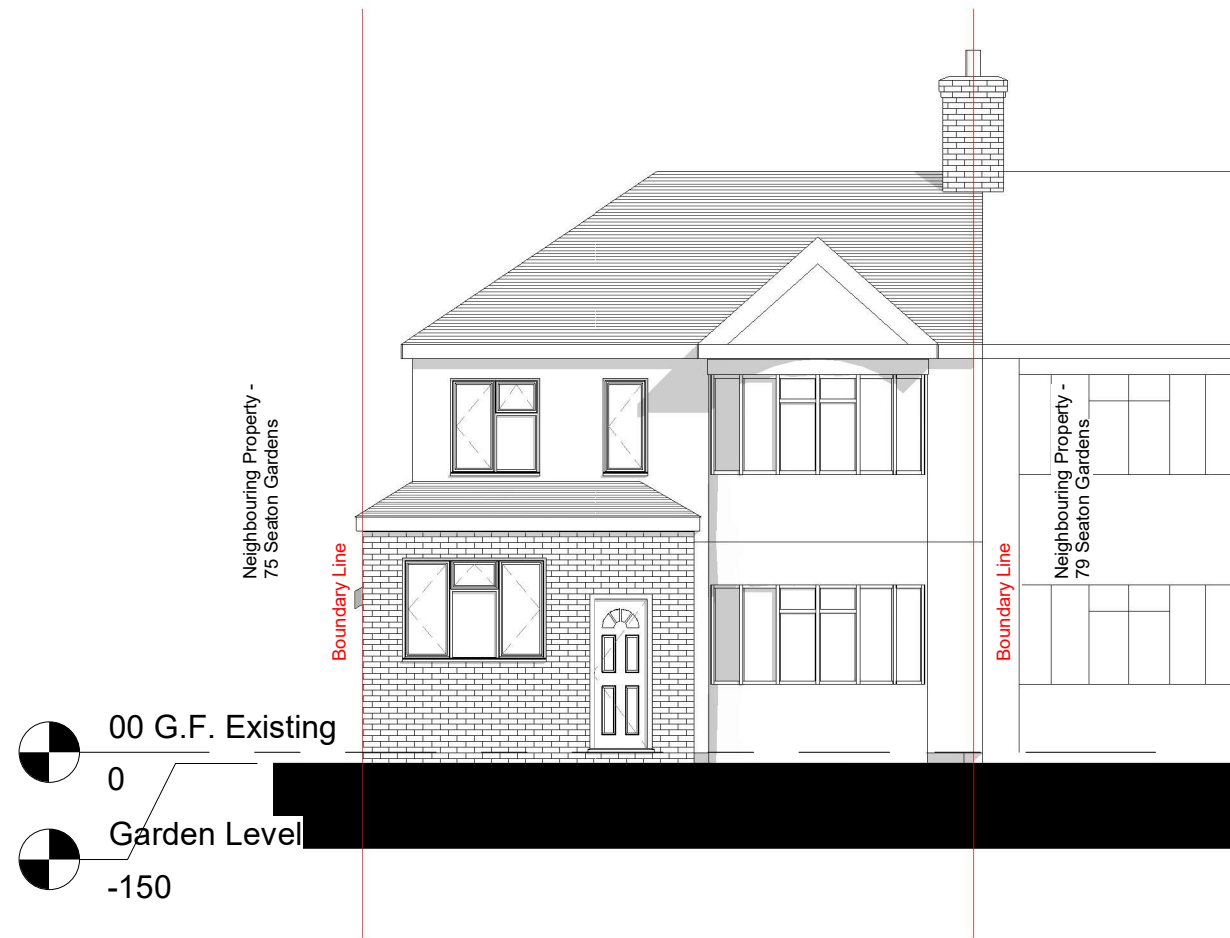 Neighbouring Property -
75 Seaton Gardens
Boundary Line
Neighbouring Property -
79 Seaton Gardens
Boundary Line
00 G.F. Existing
0
Garden Level
-150